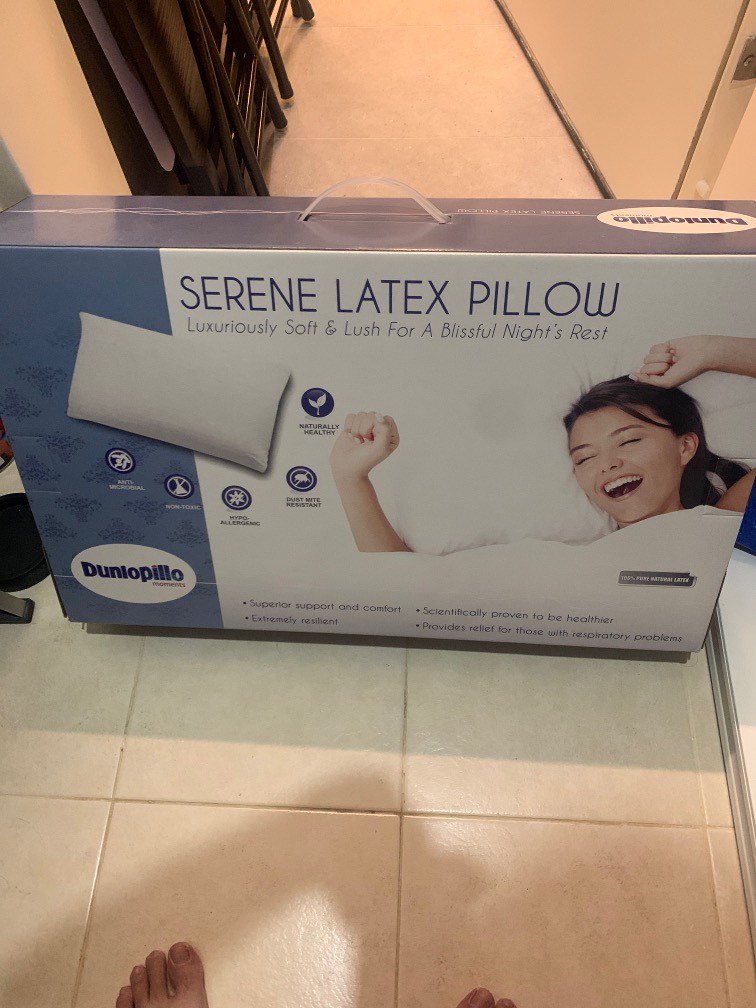 SERENE LATEX PILLOW
Dunlopillo
moments
SERENE LATEX PILLOW
Luxuriously Soft & Lush For A Blissful Night's Rest
NATURALLY
HEALTHY
ANTI-
MICROBIAL
NON-TOXIC
HYPO-
ALLERGENIC
DUST MITE
RESISTANT
Dunlopillo
moments
100% PURE NATURAL LATEX
• Superior support and comfort
• Extremely resilient
• Scientifically proven to be healthier
• Provides relief for those with respiratory problems